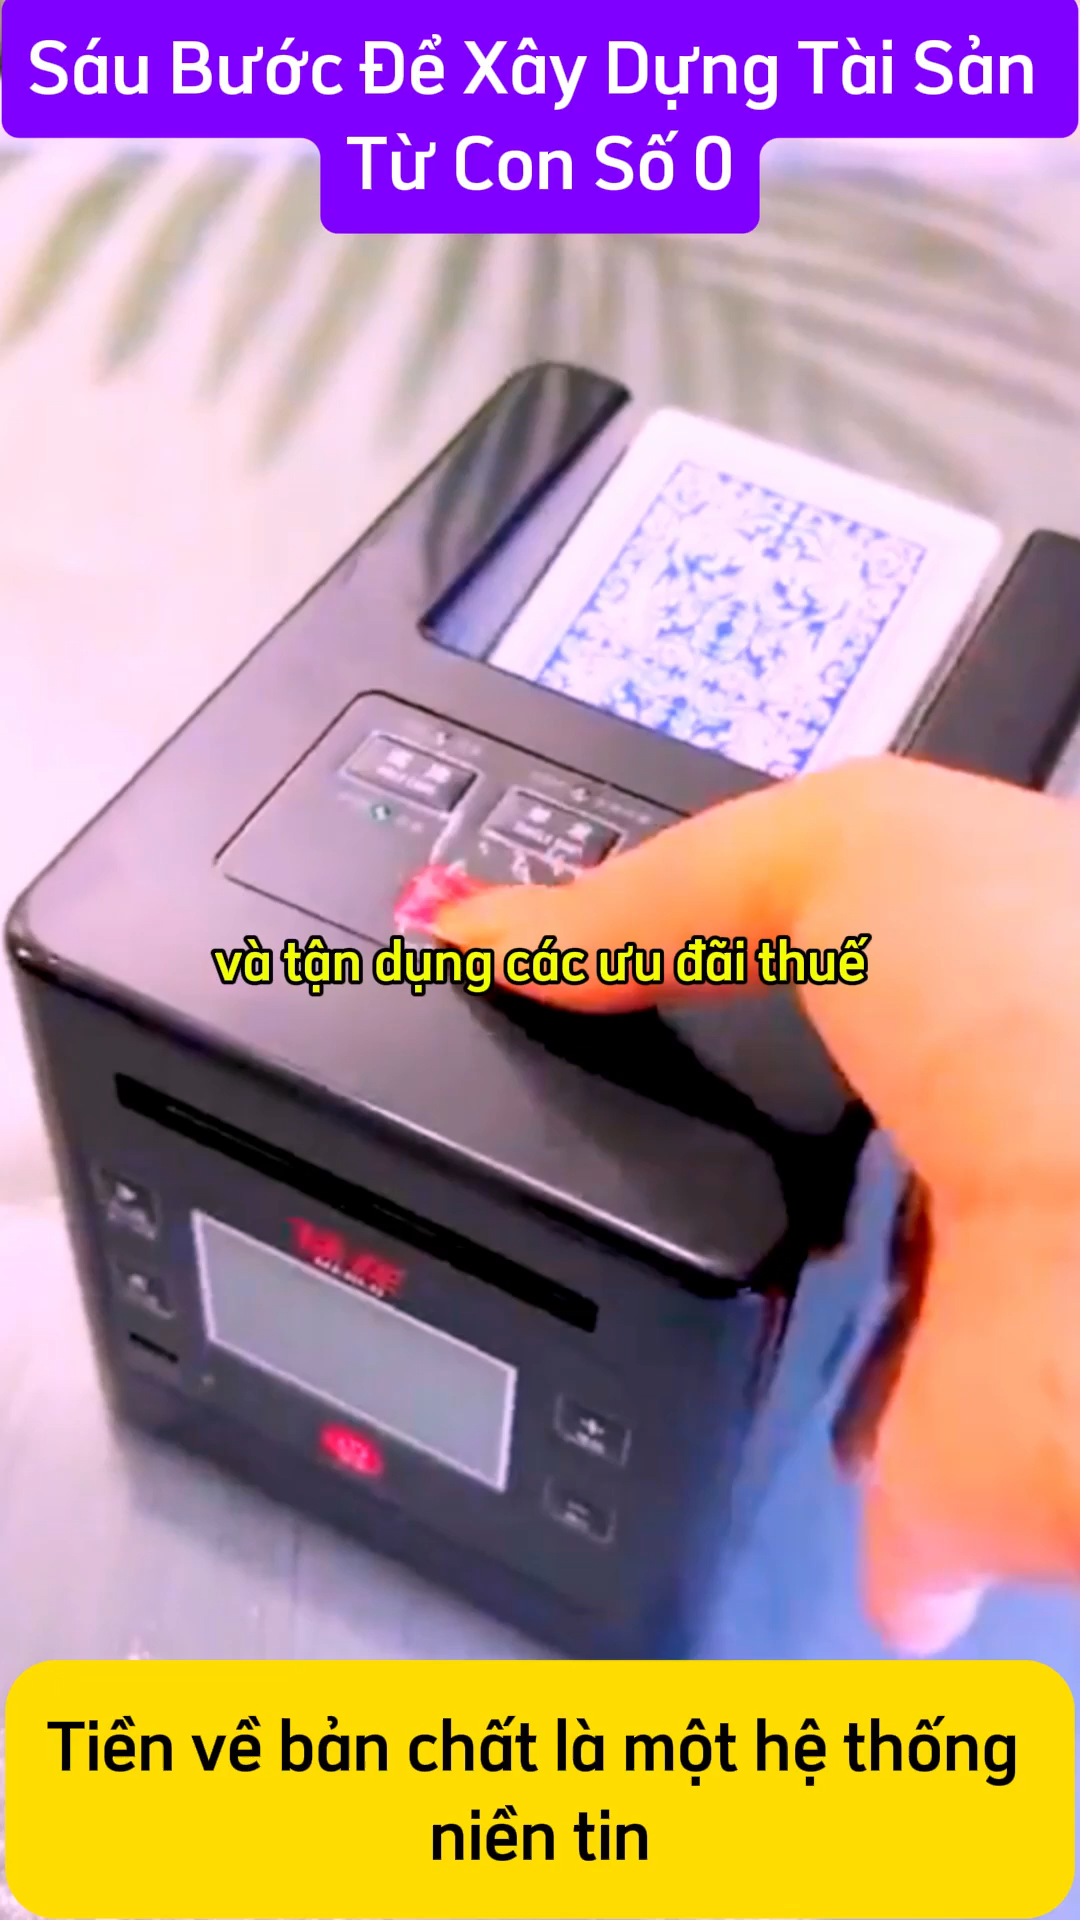 Sáu Bước Để Xây Dựng Tài Sản
Từ Con Số 0
và tận dụng các ưu đãi thuế
Tiền về bản chất là một hệ thống
niền tin